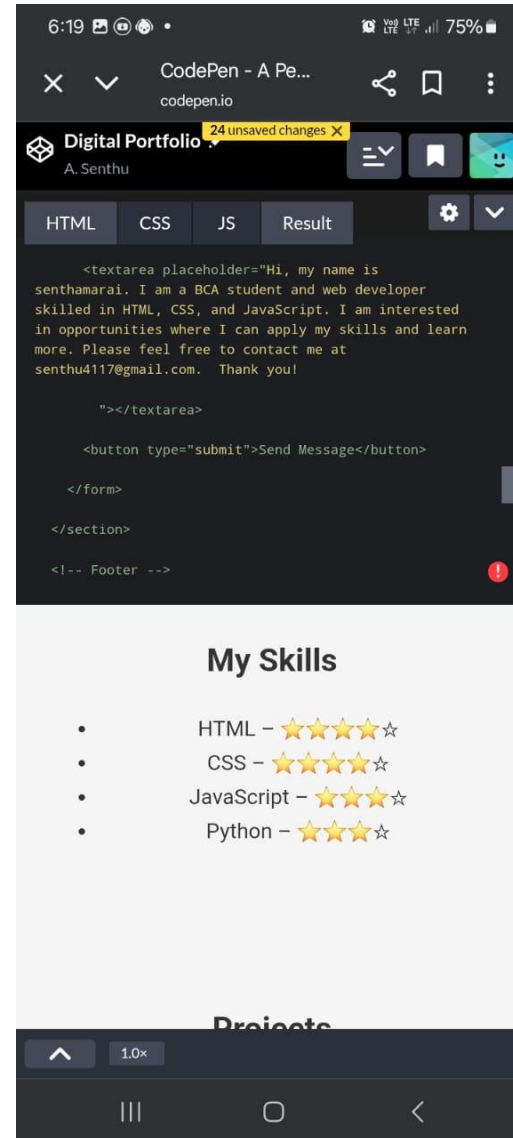 6:19
75%
CodePen - A Pe...
codepen.io
24 unsaved changes X
Digital Portfolio
A. Senthu
HTML CSS JS Result
<textarea placeholder="Hi, my name is
senthamarai. I am a BCA student and web developer
skilled in HTML, CSS, and JavaScript. I am interested
in opportunities where I can apply my skills and learn
more. Please feel free to contact me at
senthu4117@gmail.com.  Thank you!
"></textarea>
<button type="submit">Send Message</button>
</form>
</section>
<!-- Footer -->
My Skills
• HTML – ⭐⭐⭐⭐☆
• CSS – ⭐⭐⭐⭐☆
• JavaScript – ⭐⭐⭐☆
• Python – ⭐⭐⭐☆
Projects
1.0×